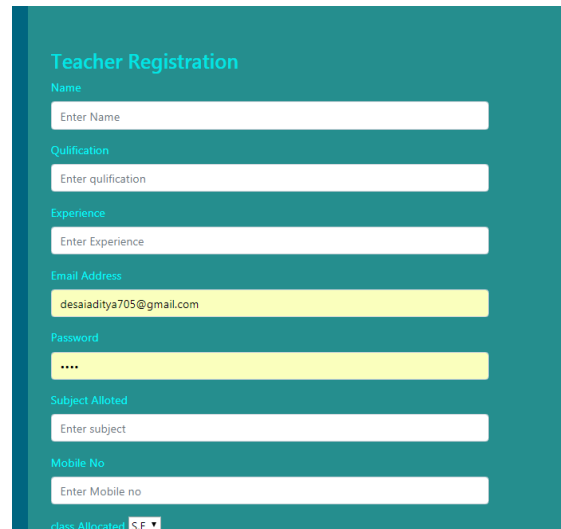 Teacher Registration
Name
Enter Name
Qulification
Enter qulification
Experience
Enter Experience
Email Address
desaiaditya705@gmail.com
Password
••••
Subject Alloted
Enter subject
Mobile No
Enter Mobile no
class Allocated S.E.